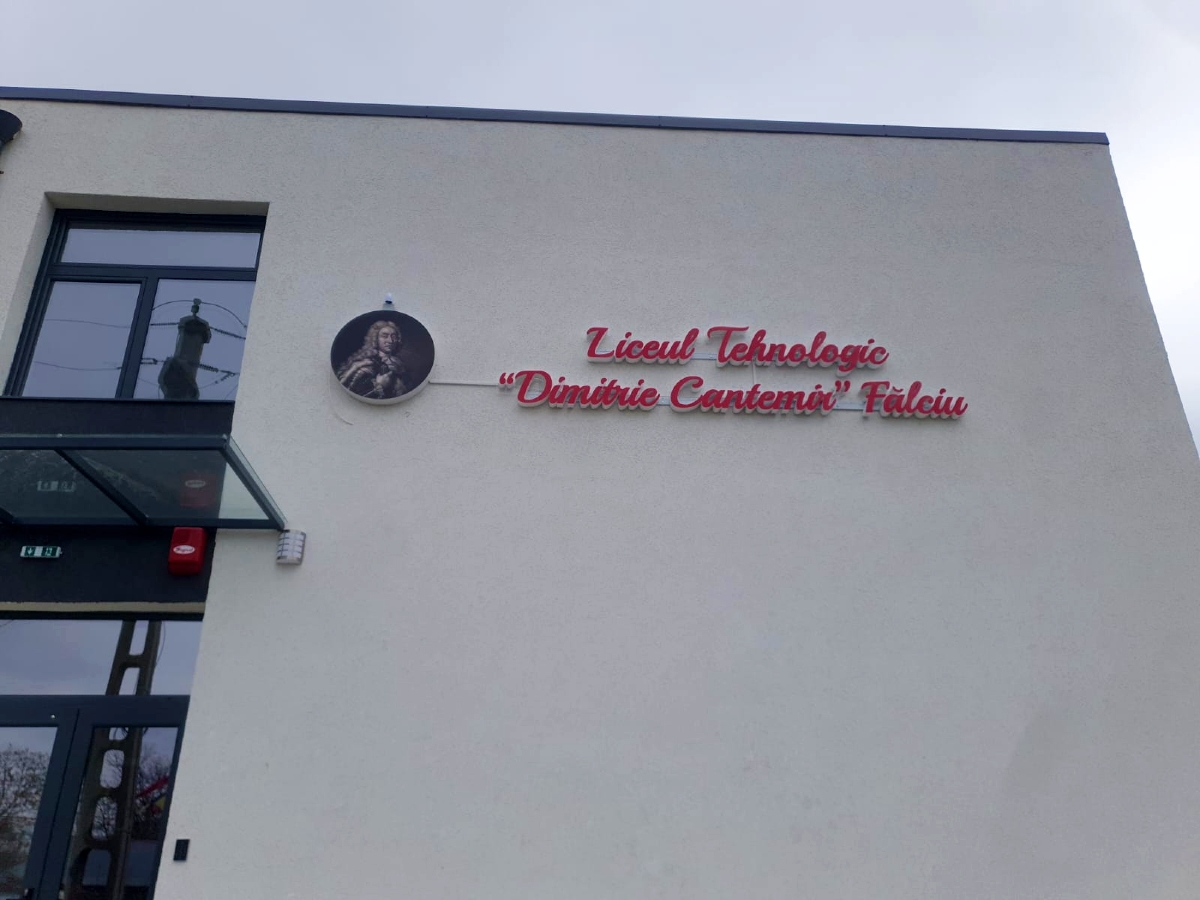 Liceul Tehnologic
“Dimitrie Cantemir” Fălciu